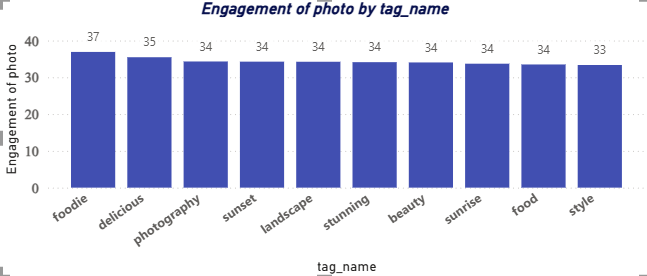 Engagement of photo by tag_name
Engagement of photo
40
30
20
10
0
37 35 34 34 34 34 34 34 34 33
foodie delicious photography sunset landscape stunning beauty sunrise food style
tag_name